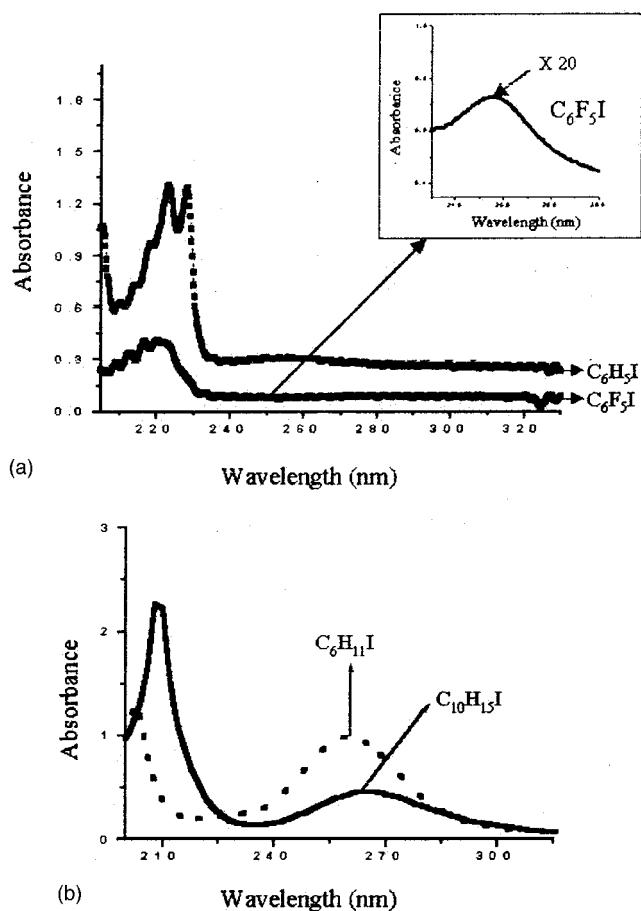 Absorbance
1.8
1.5
1.2
0.9
0.6
0.3
0.0
220
240
260
280
300
320
Wavelength (nm)
(a)
C₆H₅I
C₆F₅I
X 20
C₆F₅I
Absorbance
Wavelength (nm)
Absorbance
3
2
1
0
210
240
270
300
Wavelength (nm)
(b)
C₆H₁₁I
C₁₀H₁₅I